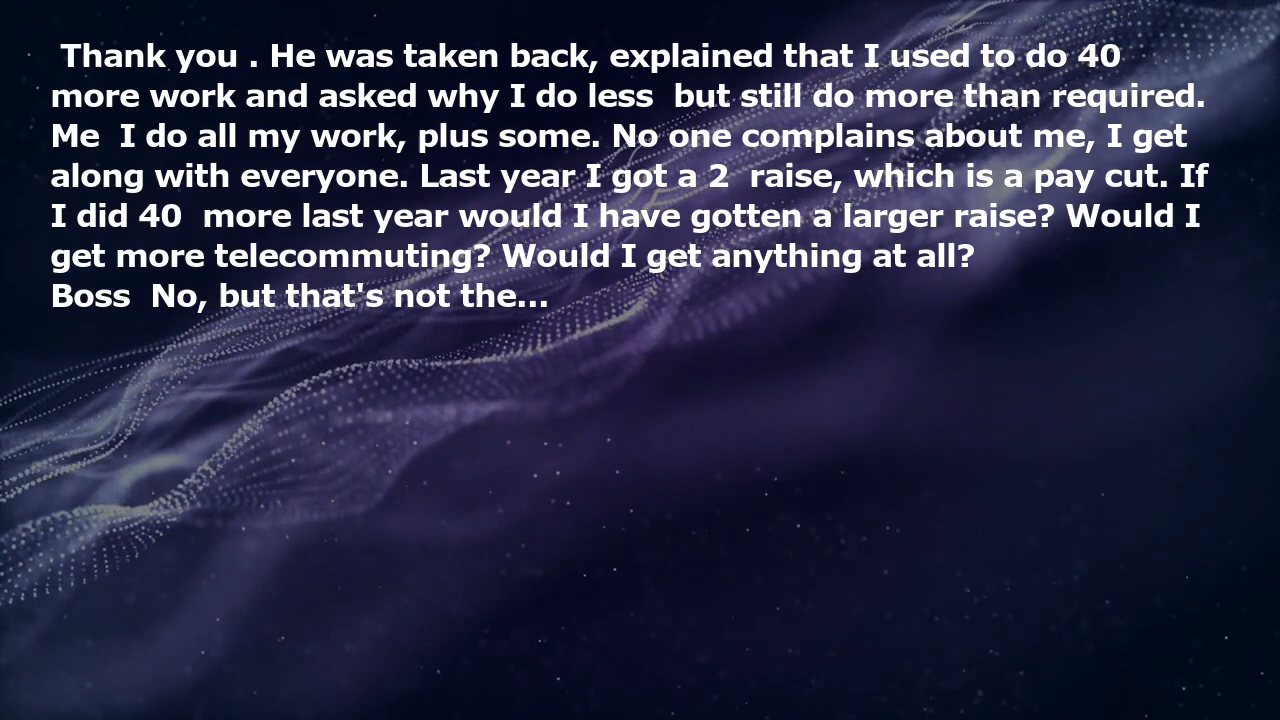 Thank you . He was taken back, explained that I used to do 40
more work and asked why I do less  but still do more than required.
Me  I do all my work, plus some. No one complains about me, I get
along with everyone. Last year I got a 2  raise, which is a pay cut. If
I did 40  more last year would I have gotten a larger raise? Would I
get more telecommuting? Would I get anything at all?
Boss  No, but that's not the...